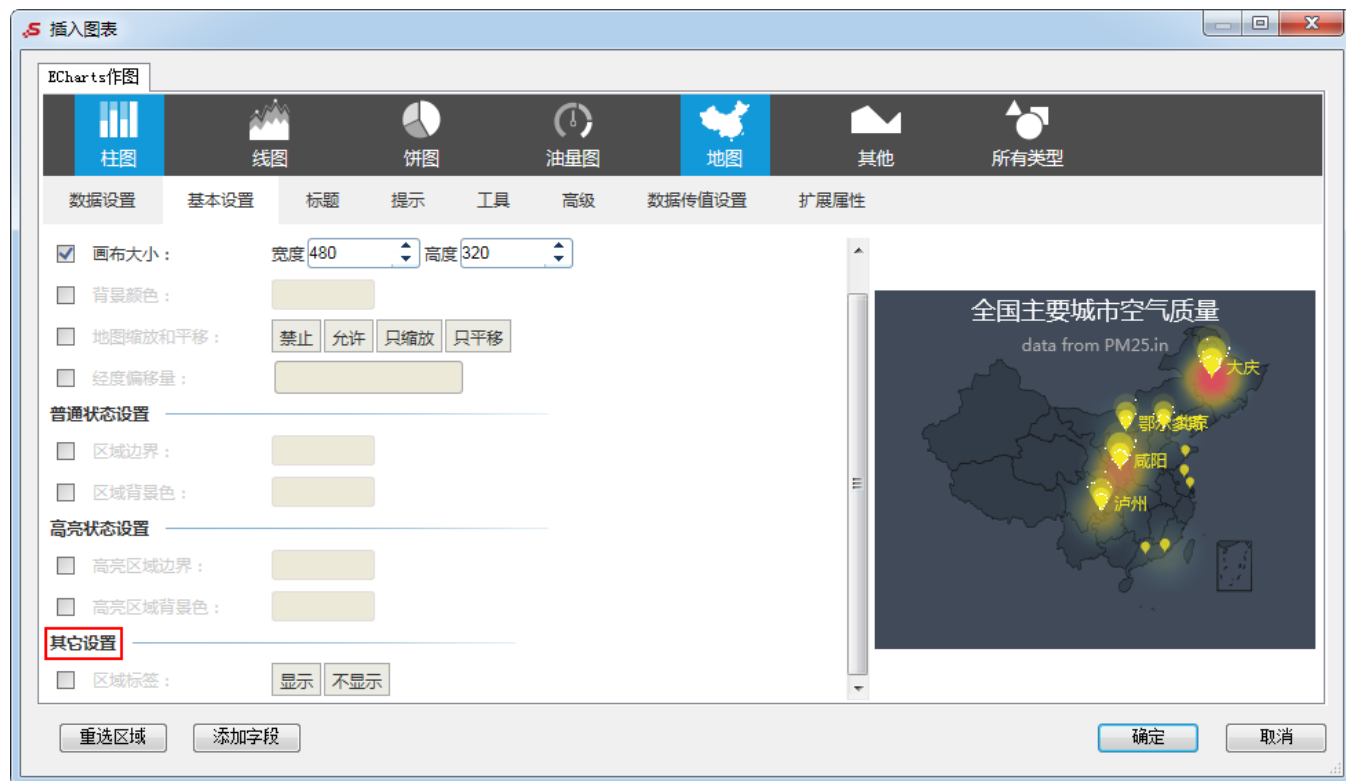 插入图表
ECharts作图
柱图 线图 饼图 油量图 地图 其他 所有类型
数据设置 基本设置 标题 提示 工具 高级 数据传值设置 扩展属性
画布大小： 宽度 480 高度 320
背景颜色：
地图缩放和平移： 禁止 允许 只缩放 只平移
经度偏移量：
普通状态设置
区域边界：
区域背景色：
高亮状态设置
高亮区域边界：
高亮区域背景色：
其它设置
区域标签： 显示 不显示
全国主要城市空气质量
data from PM25.in
大庆
鄂尔多
咸阳
泸州
重选区域 添加字段 确定 取消